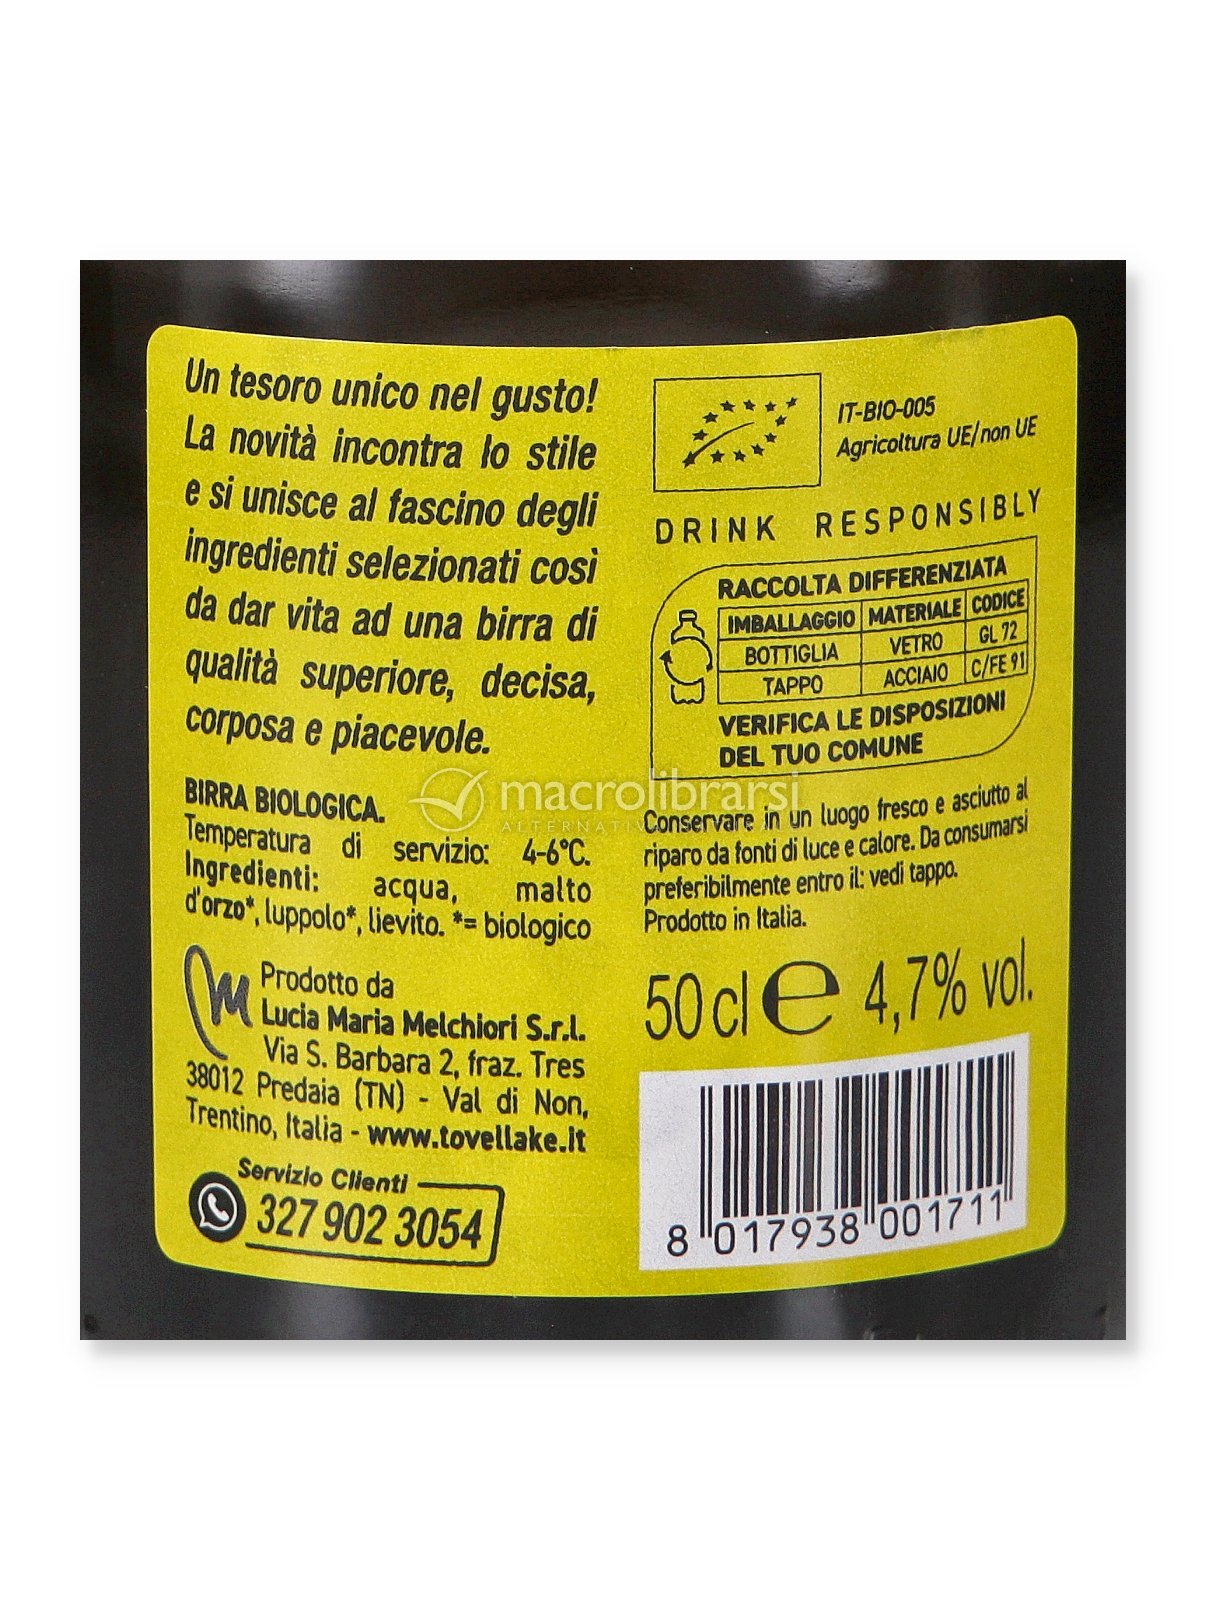 Un tesoro unico nel gusto!
La novità incontra lo stile
e si unisce al fascino degli
ingredienti selezionati così
da dar vita ad una birra di
qualità superiore, decisa,
corposa e piacevole.
BIRRA BIOLOGICA.
Temperatura di servizio: 4-6°C.
Ingredienti: acqua, malto
d'orzo*, luppolo*, lievito. *= biologico
Prodotto da
Lucia Maria Melchiori S.r.l.
Via S. Barbara 2, fraz. Tres
38012 Predaia (TN) - Val di Non,
Trentino, Italia - www.tovellake.it
Servizio Clienti
327 902 3054
IT-BIO-005
Agricoltura UE/non UE
DRINK RESPONSIBLY
RACCOLTA DIFFERENZIATA
IMBALLAGGIO MATERIALE CODICE
BOTTIGLIA VETRO GL 72
TAPPO ACCIAIO C/FE 91
VERIFICA LE DISPOSIZIONI
DEL TUO COMUNE
macrolibrarsi
Conservare in un luogo fresco e asciutto al
riparo da fonti di luce e calore. Da consumarsi
preferibilmente entro il: vedi tappo.
Prodotto in Italia.
50 cl e 4,7% vol.
8 017938 001711